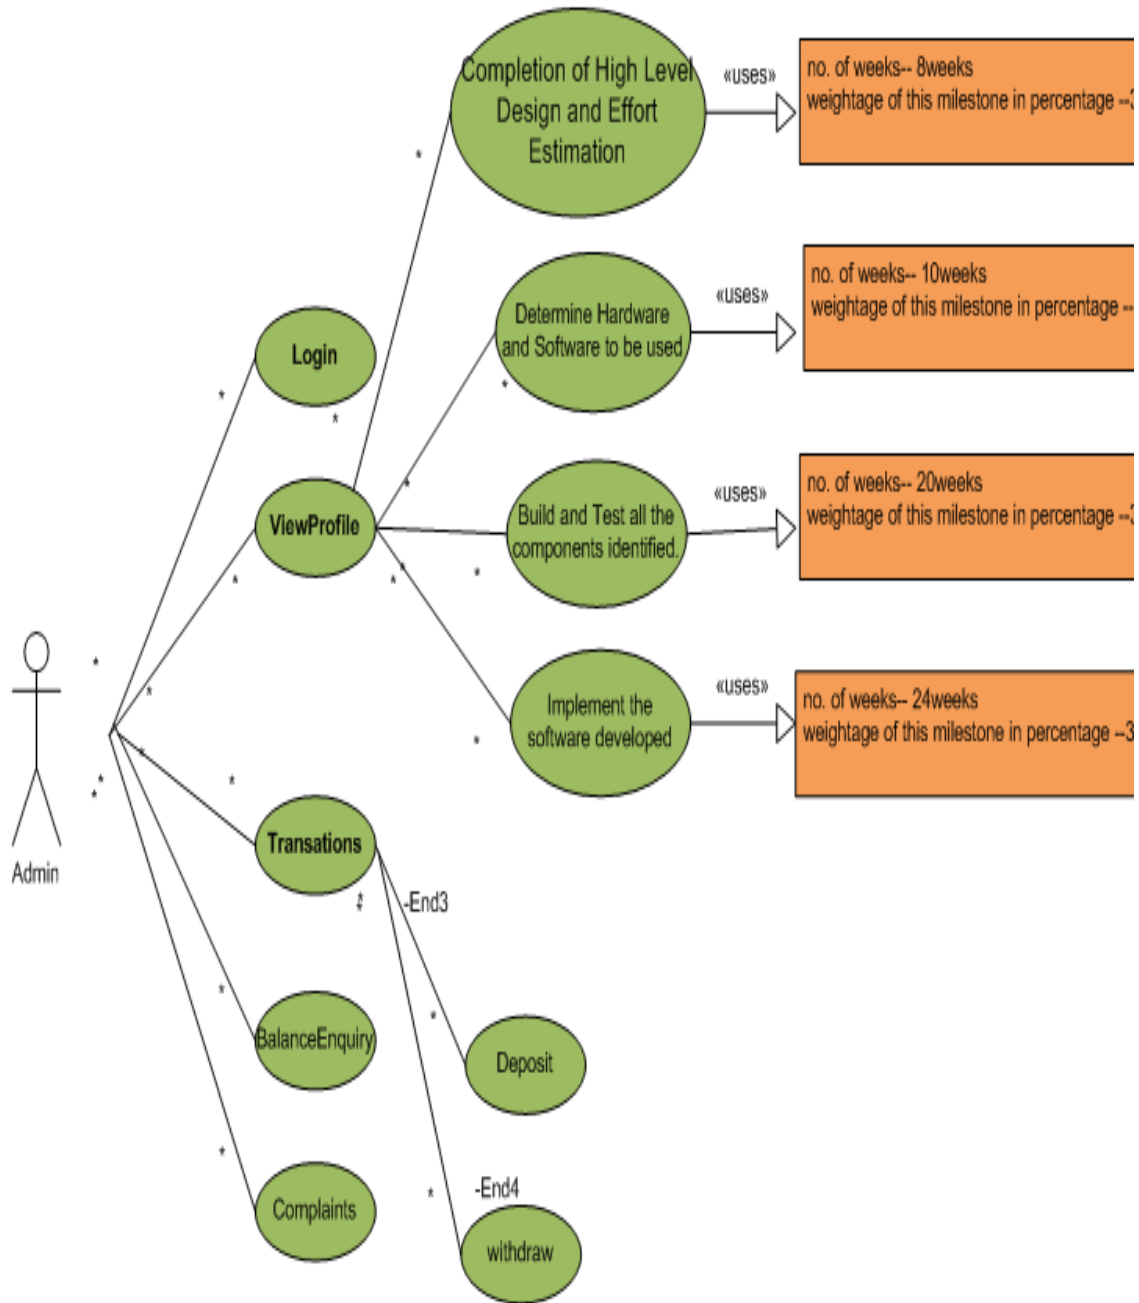 Completion of High Level
Design and Effort
Estimation
«uses»
no. of weeks-- 8weeks
weightage of this milestone in percentage --3
Determine Hardware
and Software to be used
«uses»
no. of weeks-- 10weeks
weightage of this milestone in percentage --
Login
ViewProfile
Build and Test all the
components identified.
«uses»
no. of weeks-- 20weeks
weightage of this milestone in percentage --3
Implement the
software developed
«uses»
no. of weeks-- 24weeks
weightage of this milestone in percentage --3
Admin
Transations
-End3
BalanceEnquiry
Deposit
Complaints
-End4
withdraw